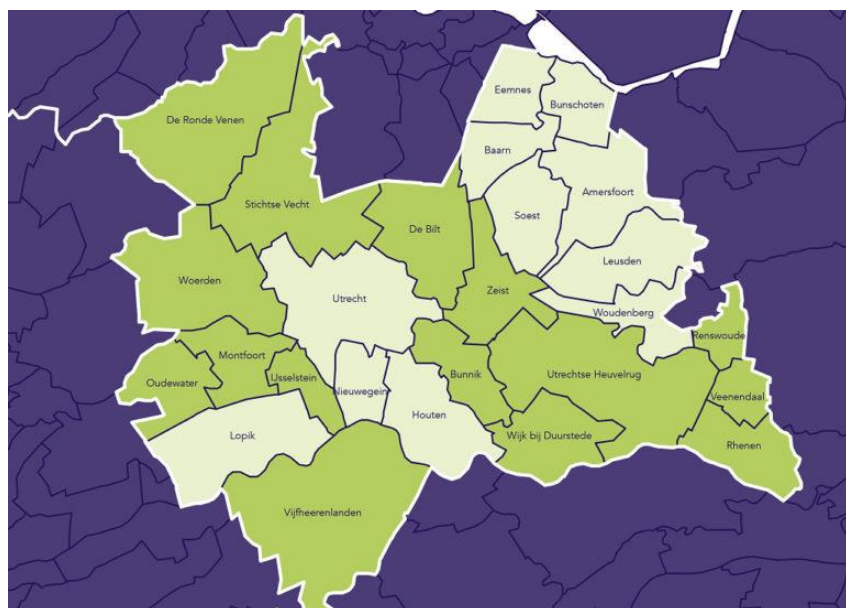 Eemnes
Bunschoten
De Ronde Venen
Baarn
Amersfoort
Stichtse Vecht
Soest
De Bilt
Leusden
Woerden
Zeist
Utrecht
Woudenberg
Renswoude
Montfoort
Bunnik
Utrechtse Heuvelrug
Oudewater
IJsselstein
Nieuwegein
Veenendaal
Houten
Lopik
Wijk bij Duurstede
Rhenen
Vijfheerenlanden